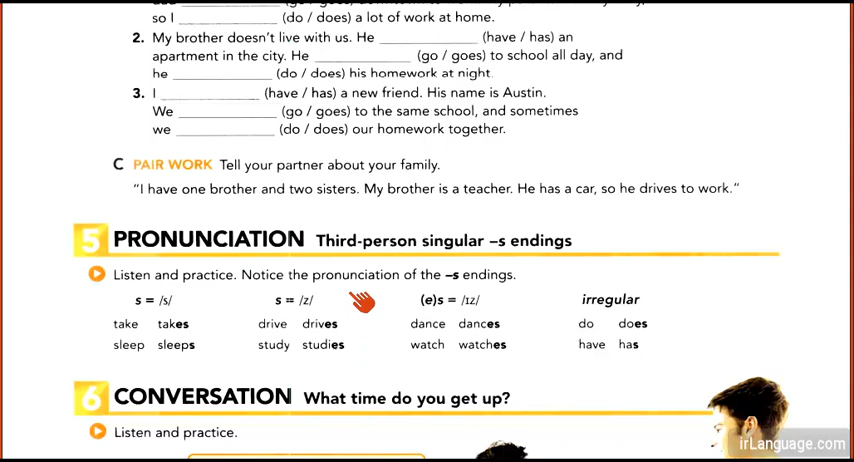 so I ____________ (do / does) a lot of work at home.
2. My brother doesn't live with us. He ____________ (have / has) an
apartment in the city. He ____________ (go / goes) to school all day, and
he ____________ (do / does) his homework at night.
3. I ____________ (have / has) a new friend. His name is Austin.
We ____________ (go / goes) to the same school, and sometimes
we ____________ (do / does) our homework together.
C PAIR WORK Tell your partner about your family.
"I have one brother and two sisters. My brother is a teacher. He has a car, so he drives to work."
5 PRONUNCIATION Third-person singular –s endings
Listen and practice. Notice the pronunciation of the –s endings.
s = /s/ s = /z/ (e)s = /ɪz/ irregular
take takes drive drives dance dances do does
sleep sleeps study studies watch watches have has
6 CONVERSATION What time do you get up?
Listen and practice.
irLanguage.com